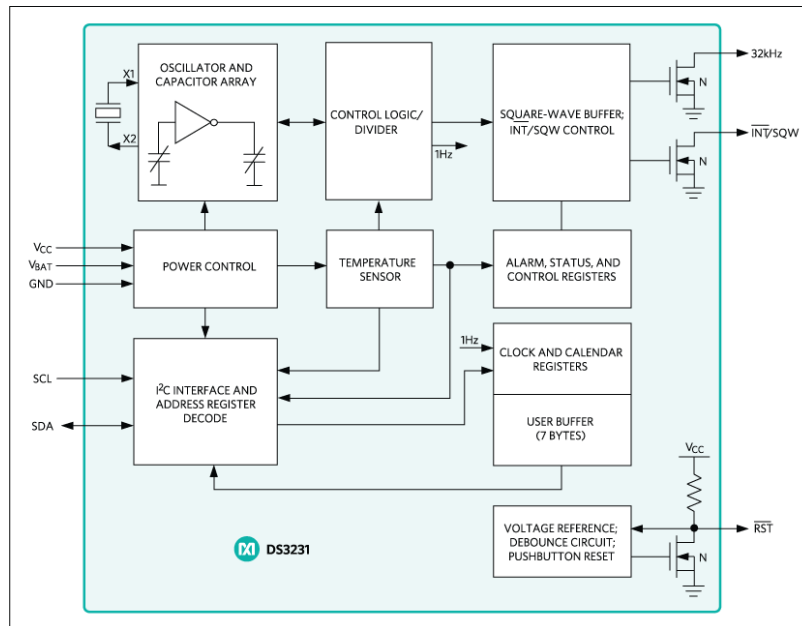 OSCILLATOR AND
CAPACITOR ARRAY
X1
X2
CONTROL LOGIC/
DIVIDER
1Hz
SQUARE-WAVE BUFFER;
INT/SQW CONTROL
N
32kHz
N
INT/SQW
VCC
VBAT
GND
POWER CONTROL
TEMPERATURE
SENSOR
ALARM, STATUS, AND
CONTROL REGISTERS
SCL
SDA
I²C INTERFACE AND
ADDRESS REGISTER
DECODE
1Hz
CLOCK AND CALENDAR
REGISTERS
USER BUFFER
(7 BYTES)
VCC
VOLTAGE REFERENCE;
DEBOUNCE CIRCUIT;
PUSHBUTTON RESET
N
RST
DS3231